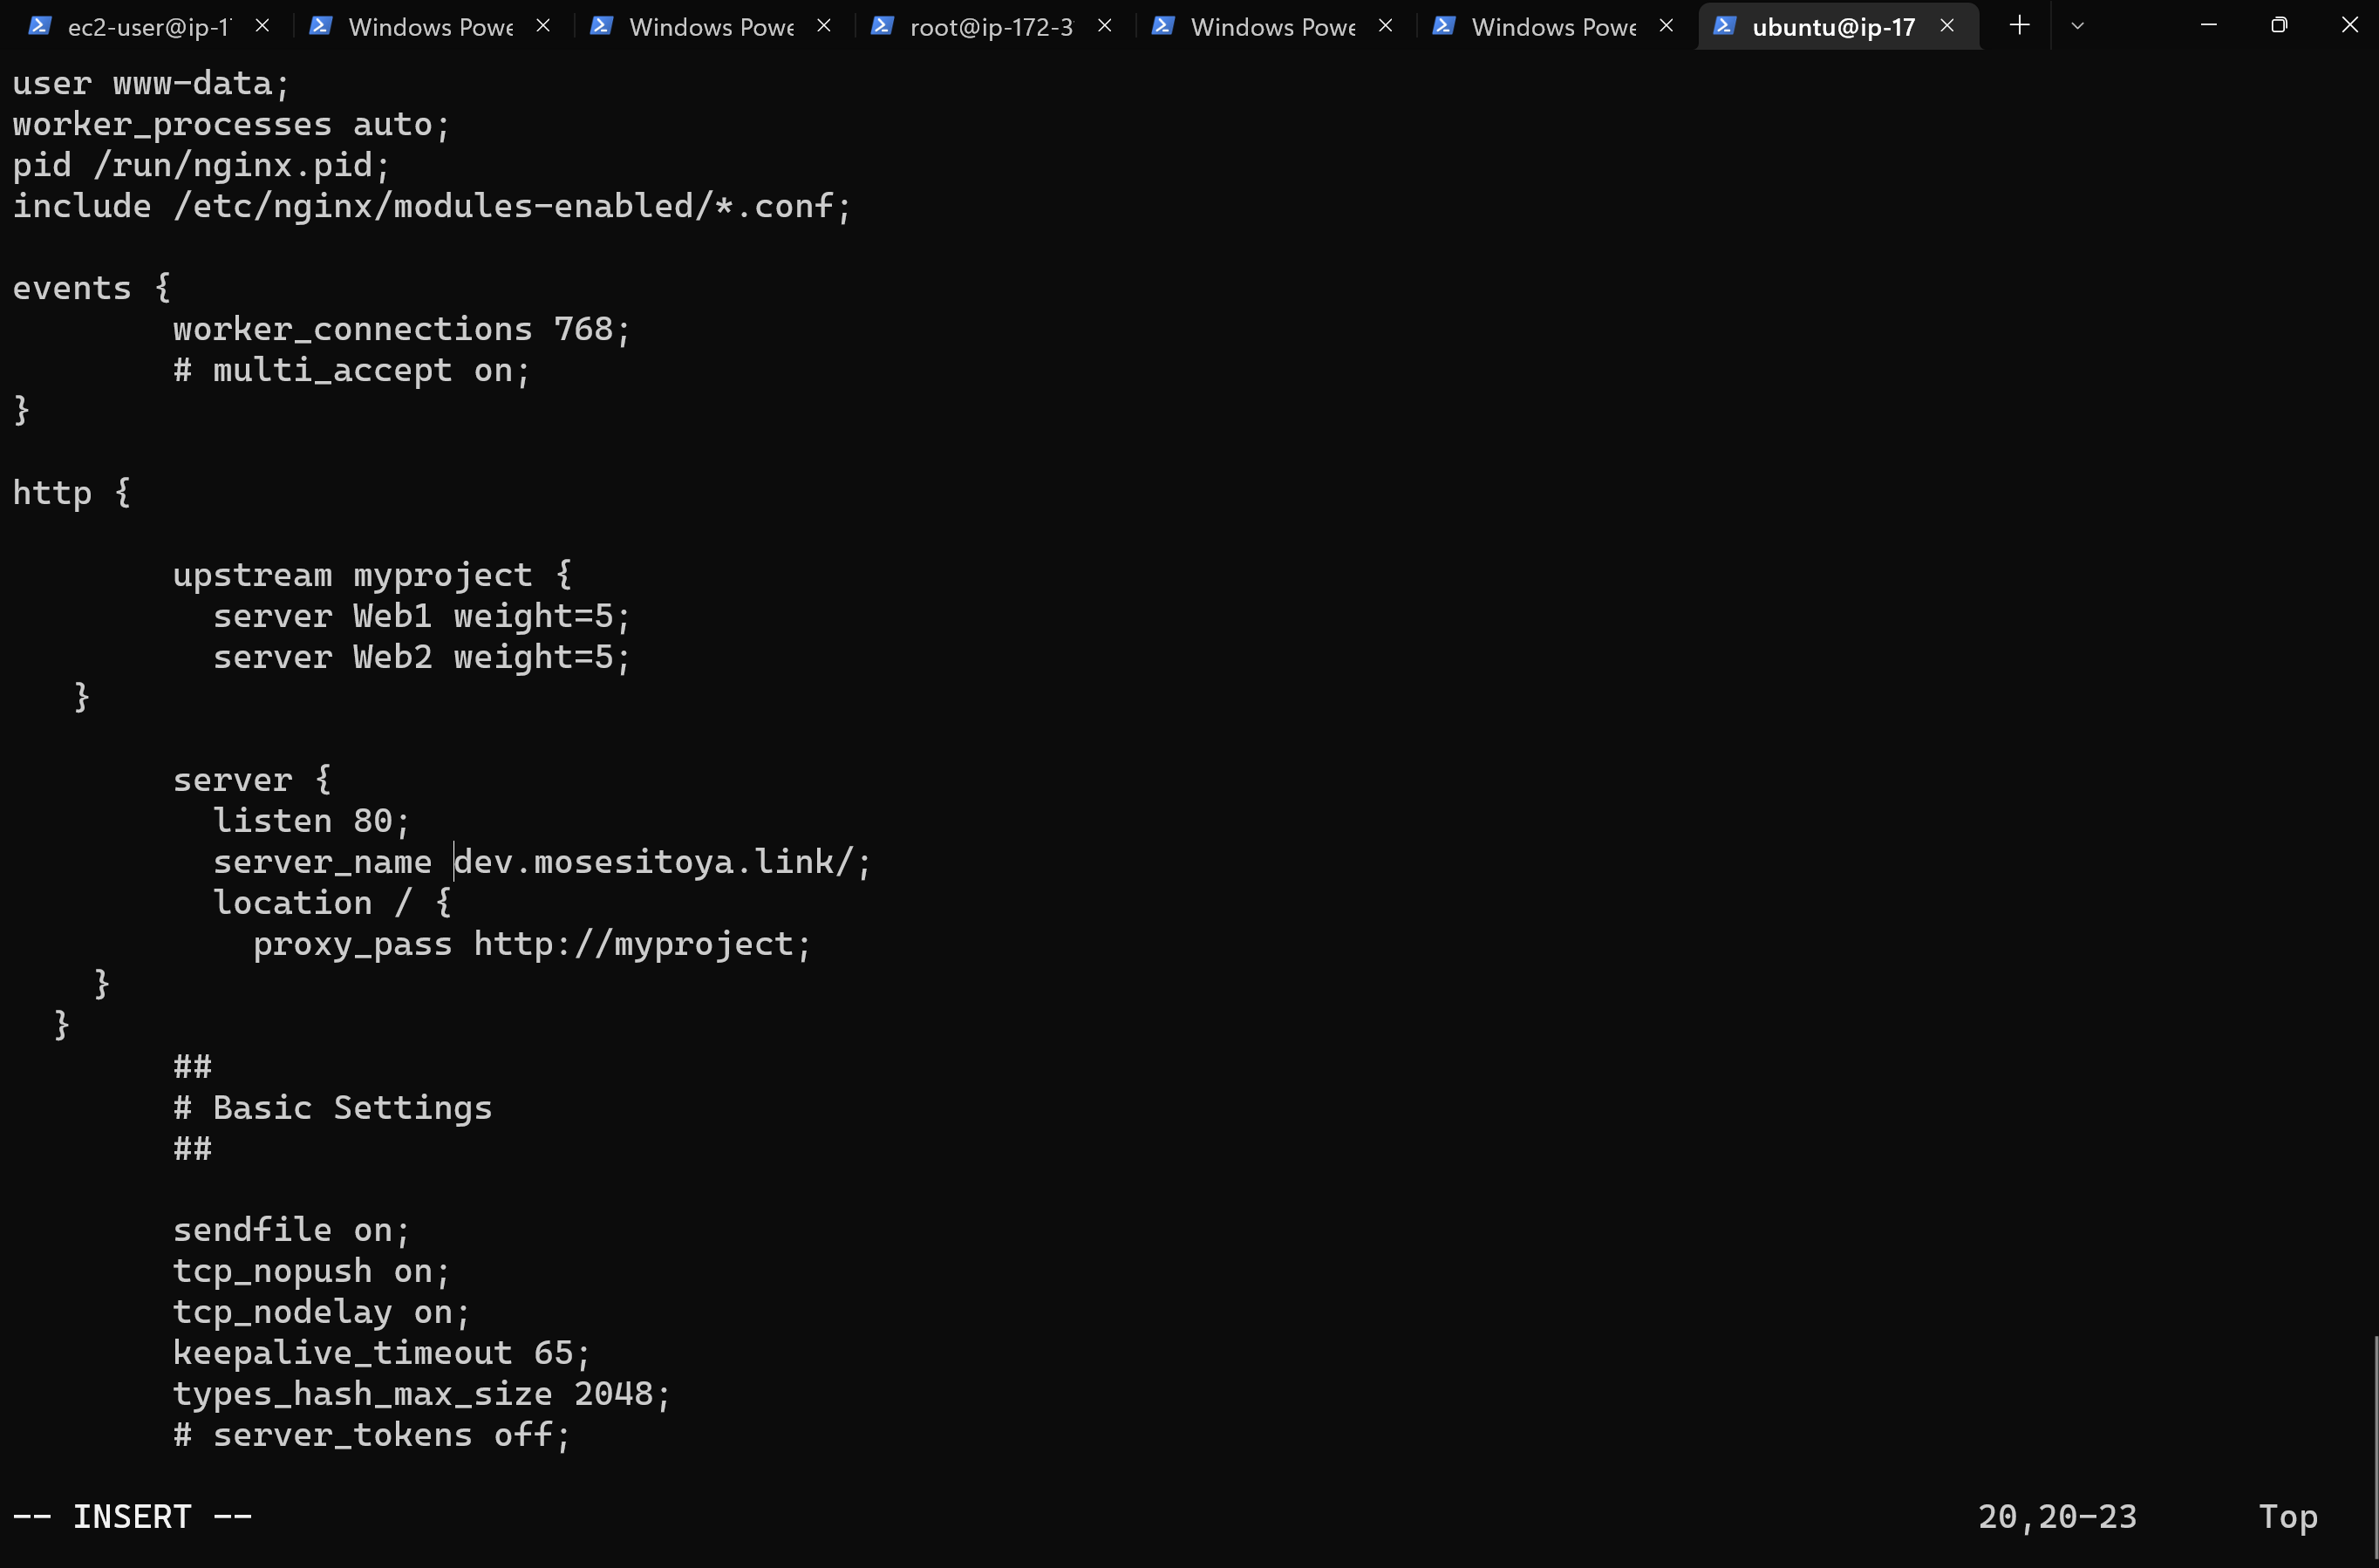 ec2-user@ip-1 Windows Powe Windows Powe root@ip-172-3 Windows Powe Windows Powe ubuntu@ip-17
user www-data;
worker_processes auto;
pid /run/nginx.pid;
include /etc/nginx/modules-enabled/*.conf;
events {
worker_connections 768;
# multi_accept on;
}
http {
upstream myproject {
server Web1 weight=5;
server Web2 weight=5;
}
server {
listen 80;
server_name dev.mosesitoya.link/;
location / {
proxy_pass http://myproject;
}
}
##
# Basic Settings
##
sendfile on;
tcp_nopush on;
tcp_nodelay on;
keepalive_timeout 65;
types_hash_max_size 2048;
# server_tokens off;
-- INSERT -- 20,20-23 Top